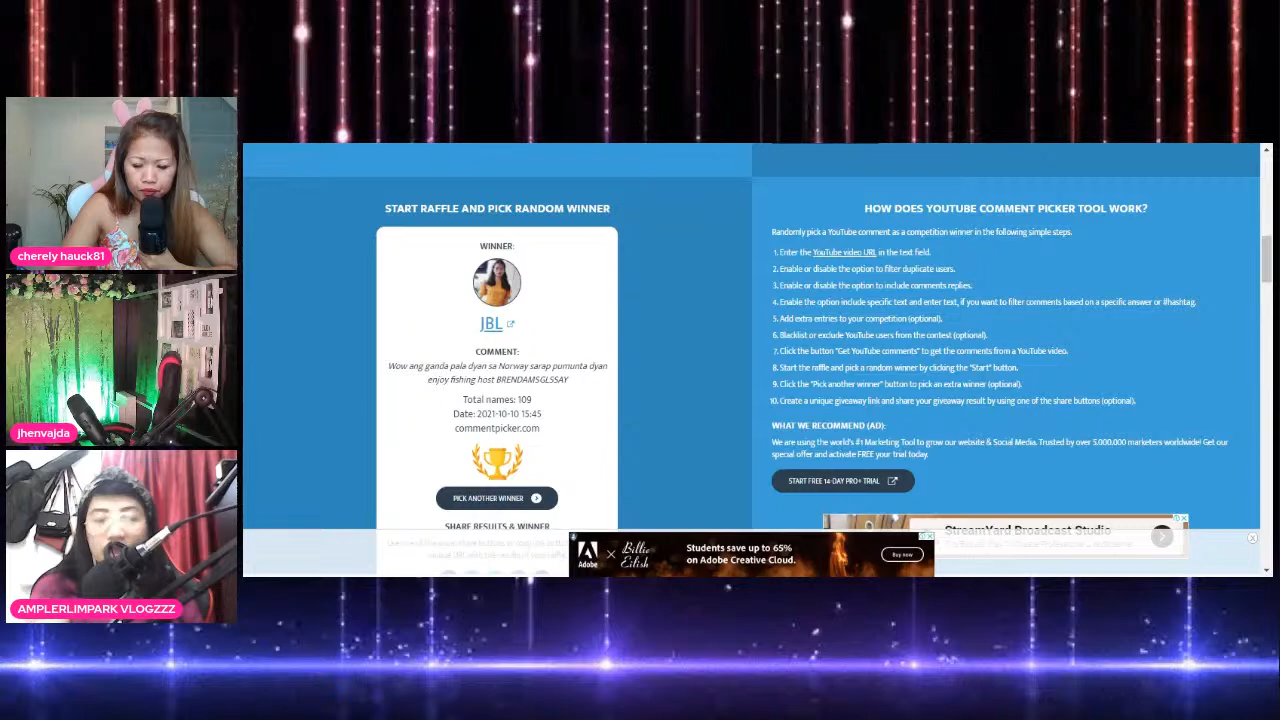 cherely hauck81
jhenvajda
AMPLERLIMPARK VLOGZZZ
START RAFFLE AND PICK RANDOM WINNER
WINNER:
JBL
COMMENT:
Wow ang ganda pala dyan sa Norway sarap pumunta dyan
enjoy fishing host BRENDAMSGLSSAY
Total names: 109
Date: 2021-10-10 15:45
commentpicker.com
PICK ANOTHER WINNER
SHARE RESULTS & WINNER
HOW DOES YOUTUBE COMMENT PICKER TOOL WORK?
Randomly pick a YouTube comment as a competition winner in the following simple steps.
1. Enter the YouTube video URL in the text field.
2. Enable or disable the option to filter duplicate users.
3. Enable or disable the option to include comments replies.
4. Enable the option include specific text and enter text, if you want to filter comments based on a specific answer or #hashtag.
5. Add extra entries to your competition (optional).
6. Blacklist or exclude YouTube users from the contest (optional).
7. Click the button "Get YouTube comments" to get the comments from a YouTube video.
8. Start the raffle and pick a random winner by clicking the "Start" button.
9. Click the "Pick another winner" button to pick an extra winner (optional).
10. Create a unique giveaway link and share your giveaway result by using one of the share buttons (optional).
WHAT WE RECOMMEND (AD):
We are using the world's #1 Marketing Tool to grow our website & Social Media. Trusted by over 5.000.000 marketers worldwide! Get our
special offer and activate FREE your trial today.
START FREE 14-DAY PRO+ TRIAL
StreamYard Broadcast Studio
Adobe
Billie
Eilish
Students save up to 65%
on Adobe Creative Cloud.
Buy now